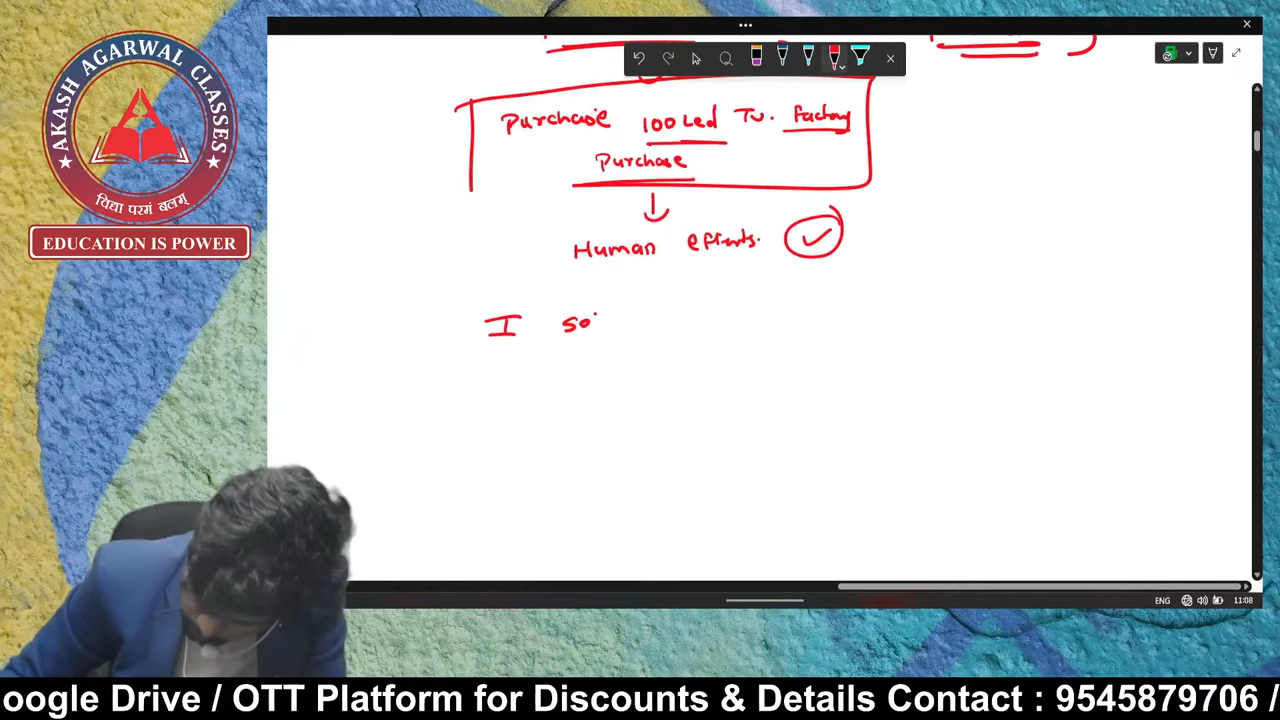 AKASH AGARWAL CLASSES
विद्या परमं बलम्
EDUCATION IS POWER
Purchase 100 Led Tv. factory
Purchase
Human efforts.
I so
ENG 11:08
oogle Drive / OTT Platform for Discounts & Details Contact : 9545879706 /